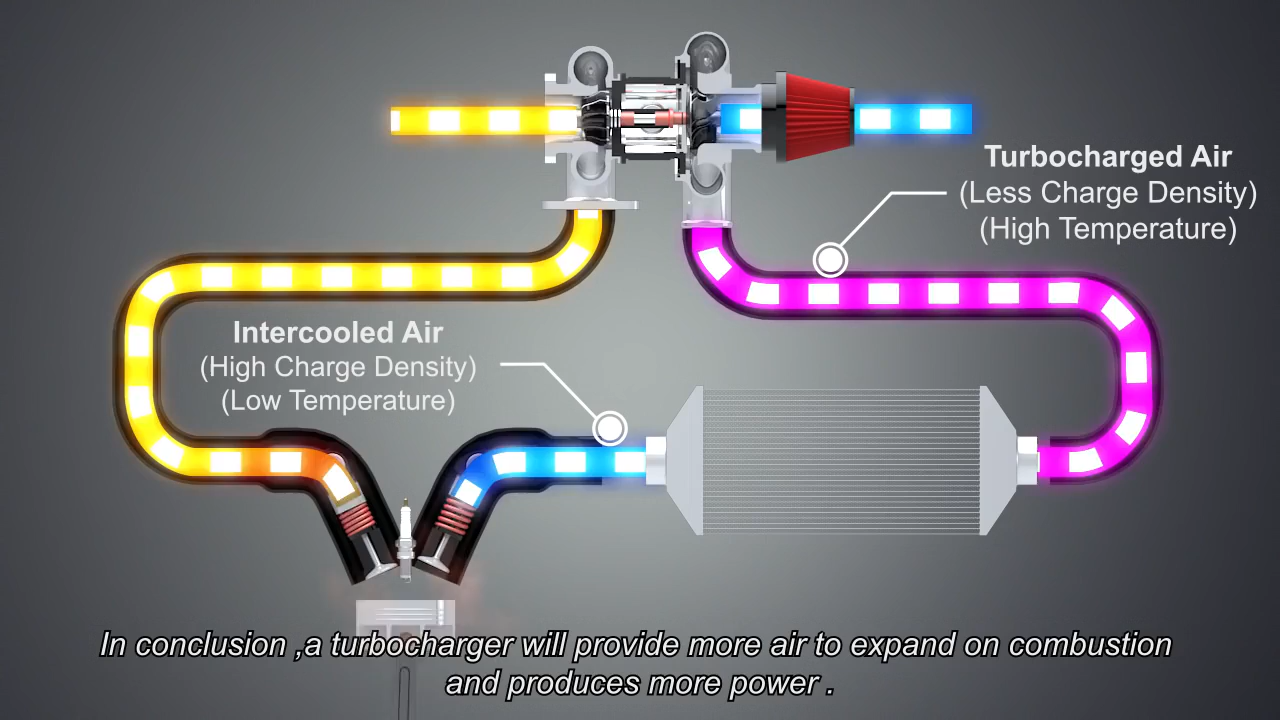 Turbocharged Air
(Less Charge Density)
(High Temperature)
Intercooled Air
(High Charge Density)
(Low Temperature)
In conclusion ,a turbocharger will provide more air to expand on combustion
and produces more power .